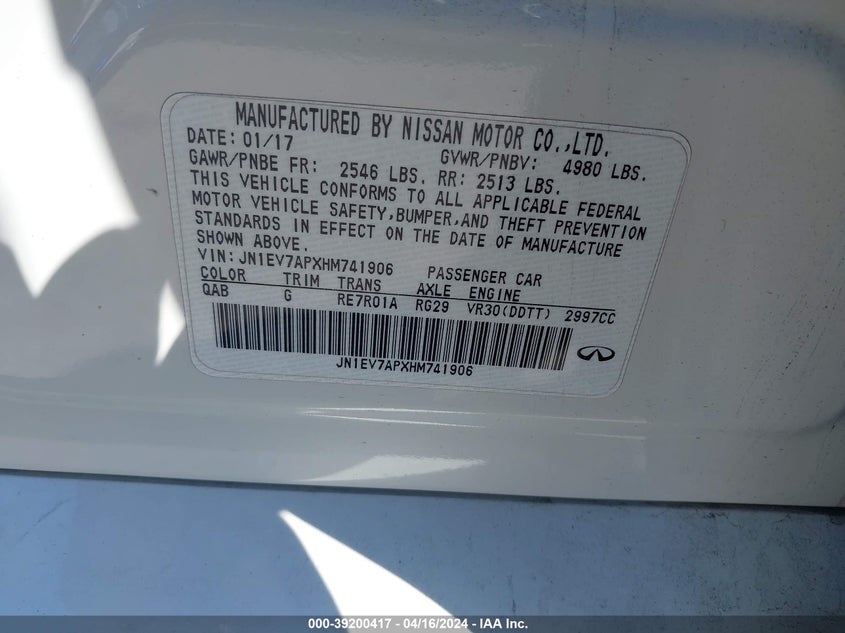 MANUFACTURED BY NISSAN MOTOR CO.,LTD.
DATE: 01/17 GVWR/PNBV: 4980 LBS.
GAWR/PNBE FR: 2546 LBS. RR: 2513 LBS.
THIS VEHICLE CONFORMS TO ALL APPLICABLE FEDERAL
MOTOR VEHICLE SAFETY,BUMPER,AND THEFT PREVENTION
STANDARDS IN EFFECT ON THE DATE OF MANUFACTURE
SHOWN ABOVE.
VIN: JN1EV7APXHM741906 PASSENGER CAR
COLOR TRIM TRANS AXLE ENGINE
QAB G RE7R01A RG29 VR30(DDTT) 2997CC
JN1EV7APXHM741906
000-39200417 - 04/16/2024 - IAA Inc.